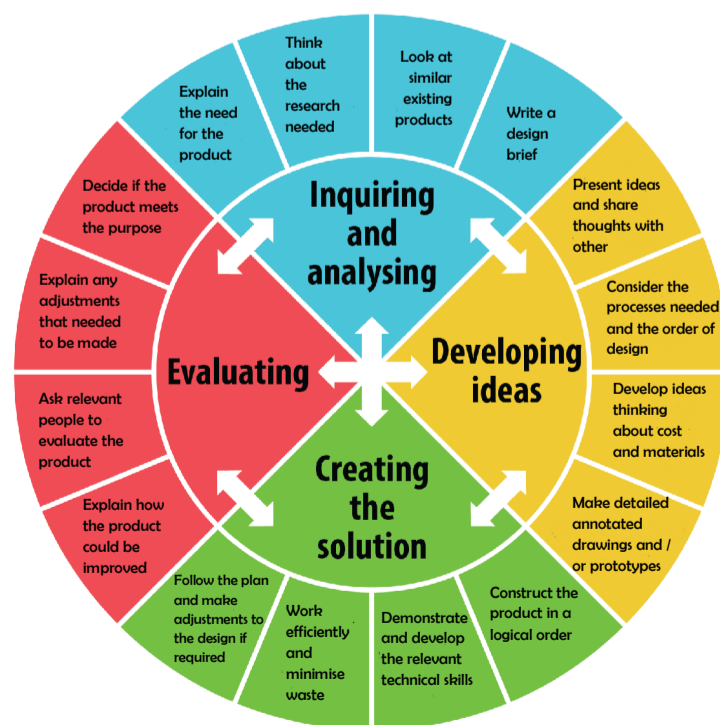 Explain
the need
for the
product
Think
about
the
research
needed
Look at
similar
existing
products
Write a
design
brief
Inquiring
and
analysing
Present ideas
and share
thoughts with
other
Consider the
processes needed
and the order of
design
Develop ideas
thinking
about cost
and materials
Make detailed
annotated
drawings and /
or prototypes
Developing
ideas
Construct the
product in a
logical order
Demonstrate
and develop
the relevant
technical skills
Work
efficiently
and
minimise
waste
Follow the plan
and make
adjustments to
the design if
required
Creating
the
solution
Explain how
the product
could be
improved
Ask relevant
people to
evaluate the
product
Explain any
adjustments
that needed
to be made
Decide if the
product meets
the purpose
Evaluating